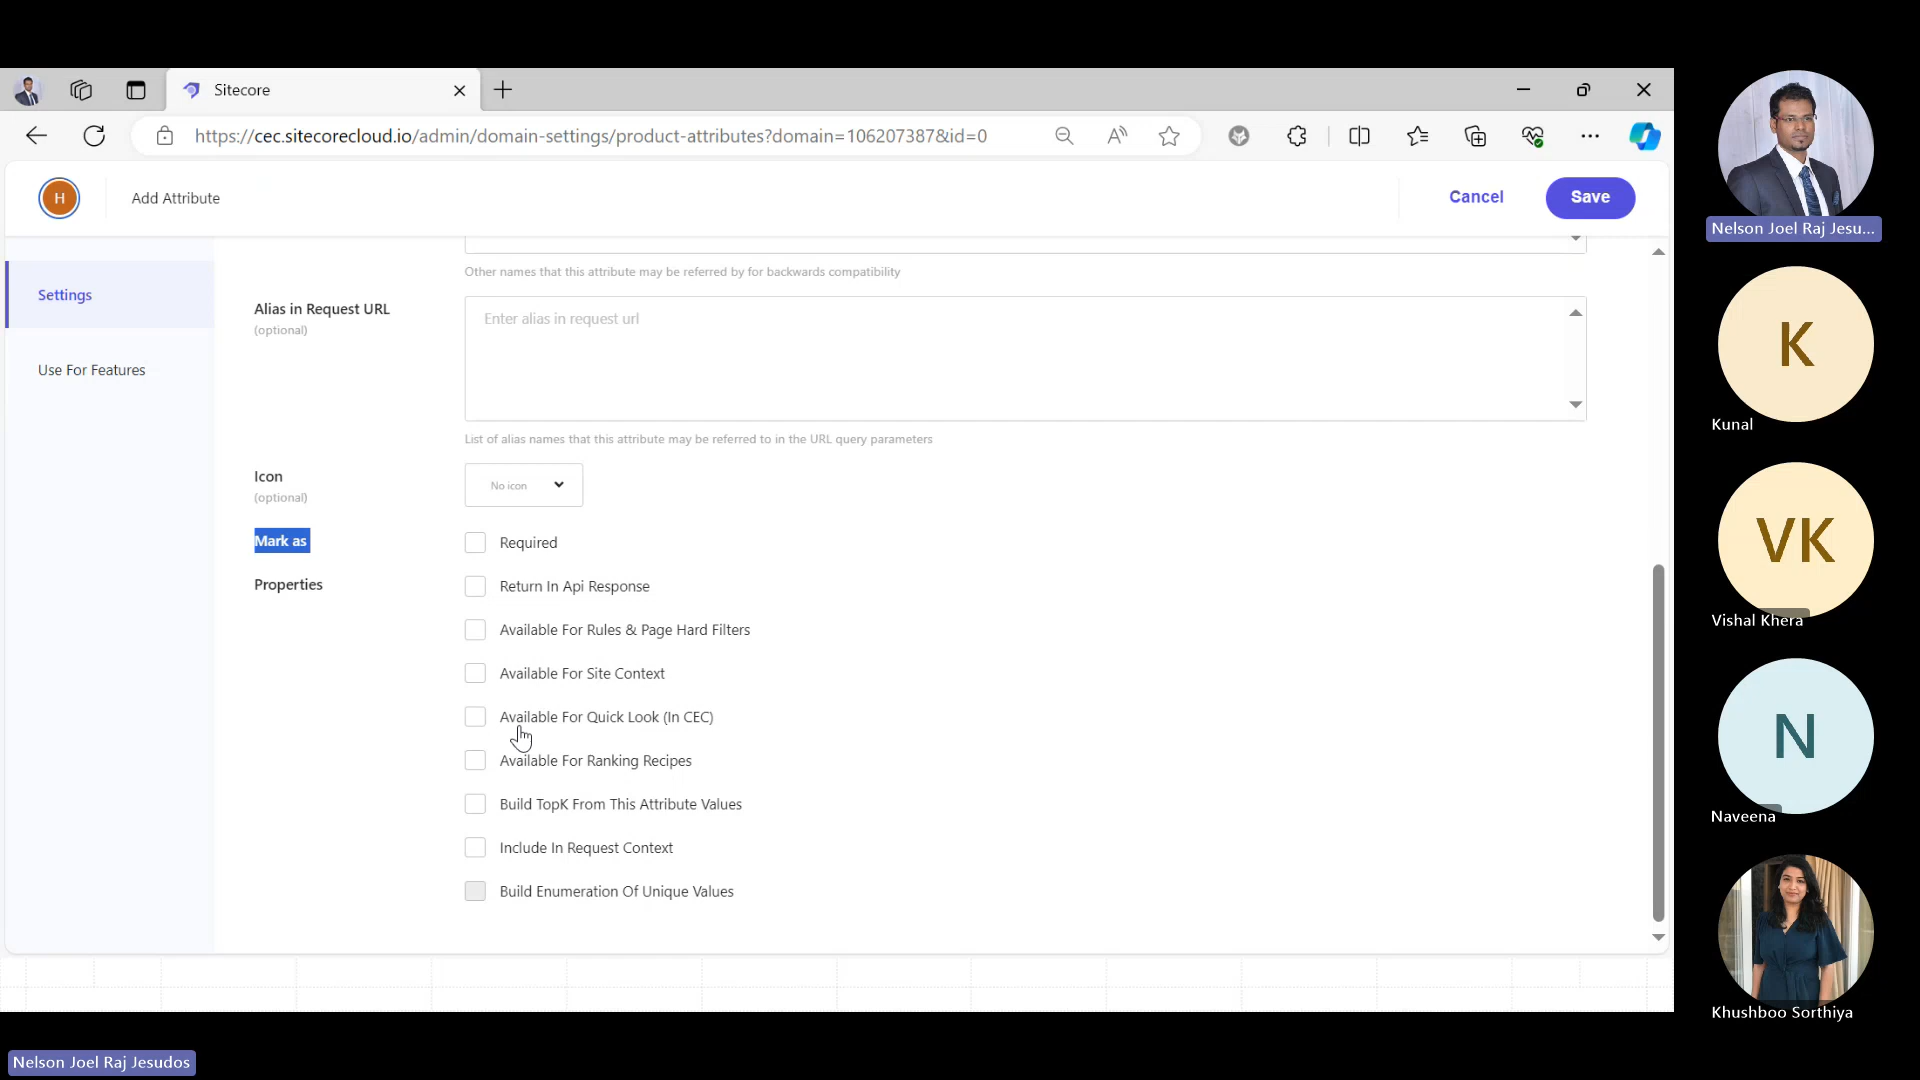 Sitecore
https://cec.sitecorecloud.io/admin/domain-settings/product-attributes?domain=106207387&id=0
H
Add Attribute
Cancel
Save
Settings
Use For Features
Other names that this attribute may be referred by for backwards compatibility
Alias in Request URL
(optional)
Enter alias in request url
List of alias names that this attribute may be referred to in the URL query parameters
Icon
(optional)
No icon
Mark as
Required
Properties
Return In Api Response
Available For Rules & Page Hard Filters
Available For Site Context
Available For Quick Look (In CEC)
Available For Ranking Recipes
Build TopK From This Attribute Values
Include In Request Context
Build Enumeration Of Unique Values
Nelson Joel Raj Jesu...
K
Kunal
VK
Vishal Khera
N
Naveena
Khushboo Sorthiya
Nelson Joel Raj Jesudos